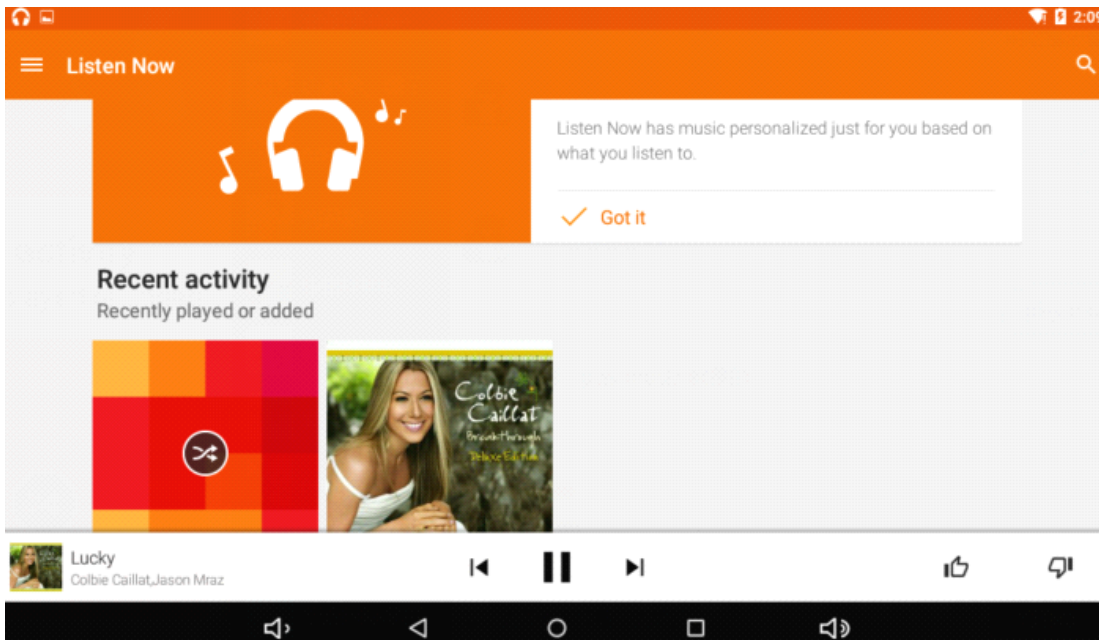 2:09
Listen Now
Listen Now has music personalized just for you based on
what you listen to.
Got it
Recent activity
Recently played or added
Colbie
Caillat
Breakthrough
Deluxe Edition
Lucky
Colbie Caillat,Jason Mraz